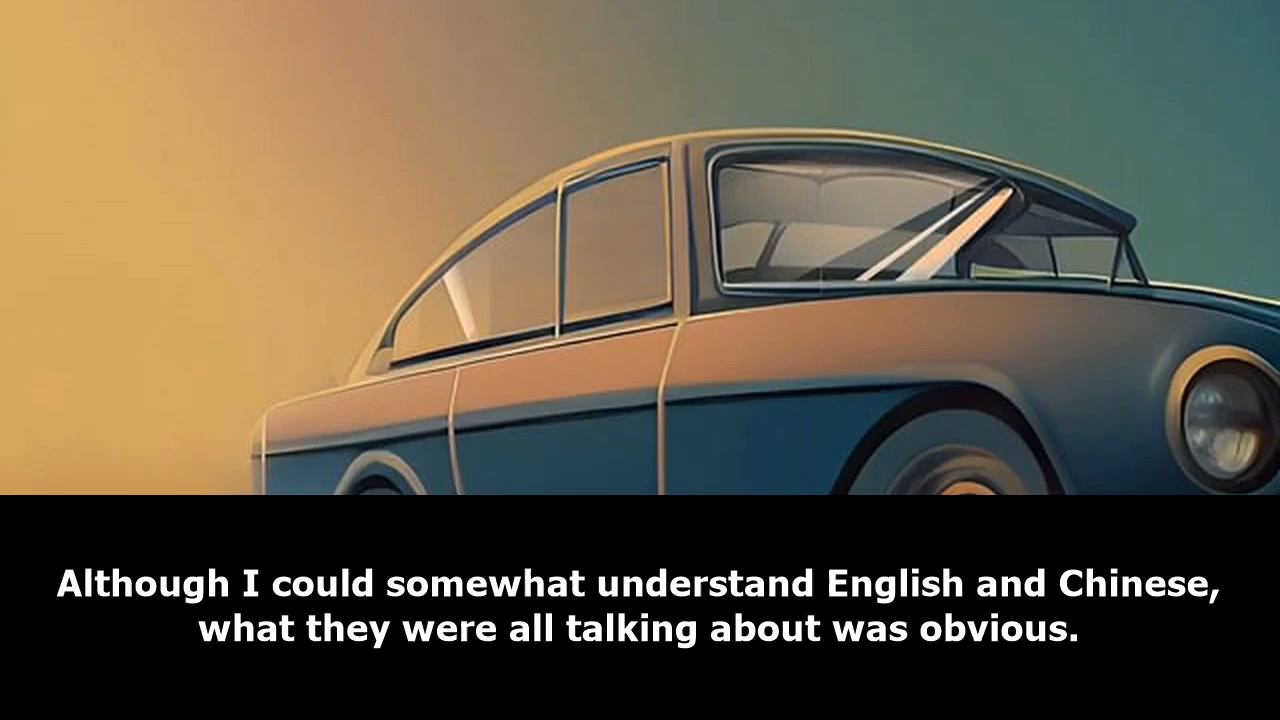 Although I could somewhat understand English and Chinese,
what they were all talking about was obvious.